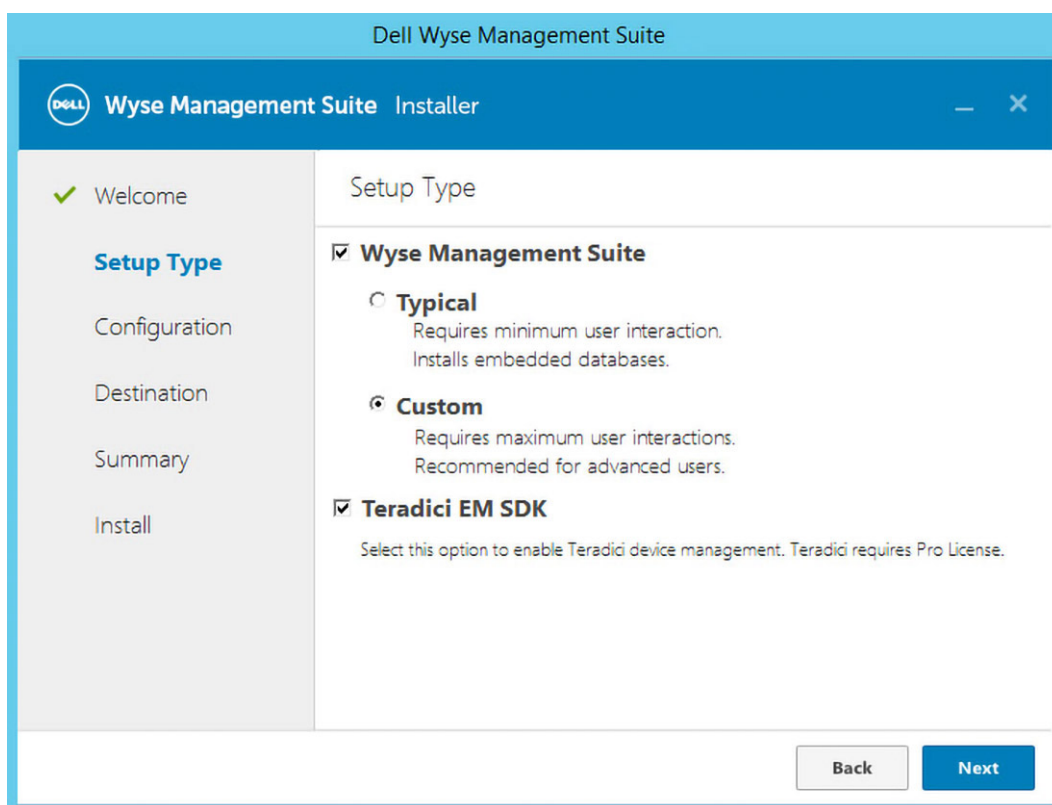 Dell Wyse Management Suite
DELL Wyse Management Suite Installer
Welcome
Setup Type
Configuration
Destination
Summary
Install
Setup Type
Wyse Management Suite
Typical
Requires minimum user interaction.
Installs embedded databases.
Custom
Requires maximum user interactions.
Recommended for advanced users.
Teradici EM SDK
Select this option to enable Teradici device management. Teradici requires Pro License.
Back Next